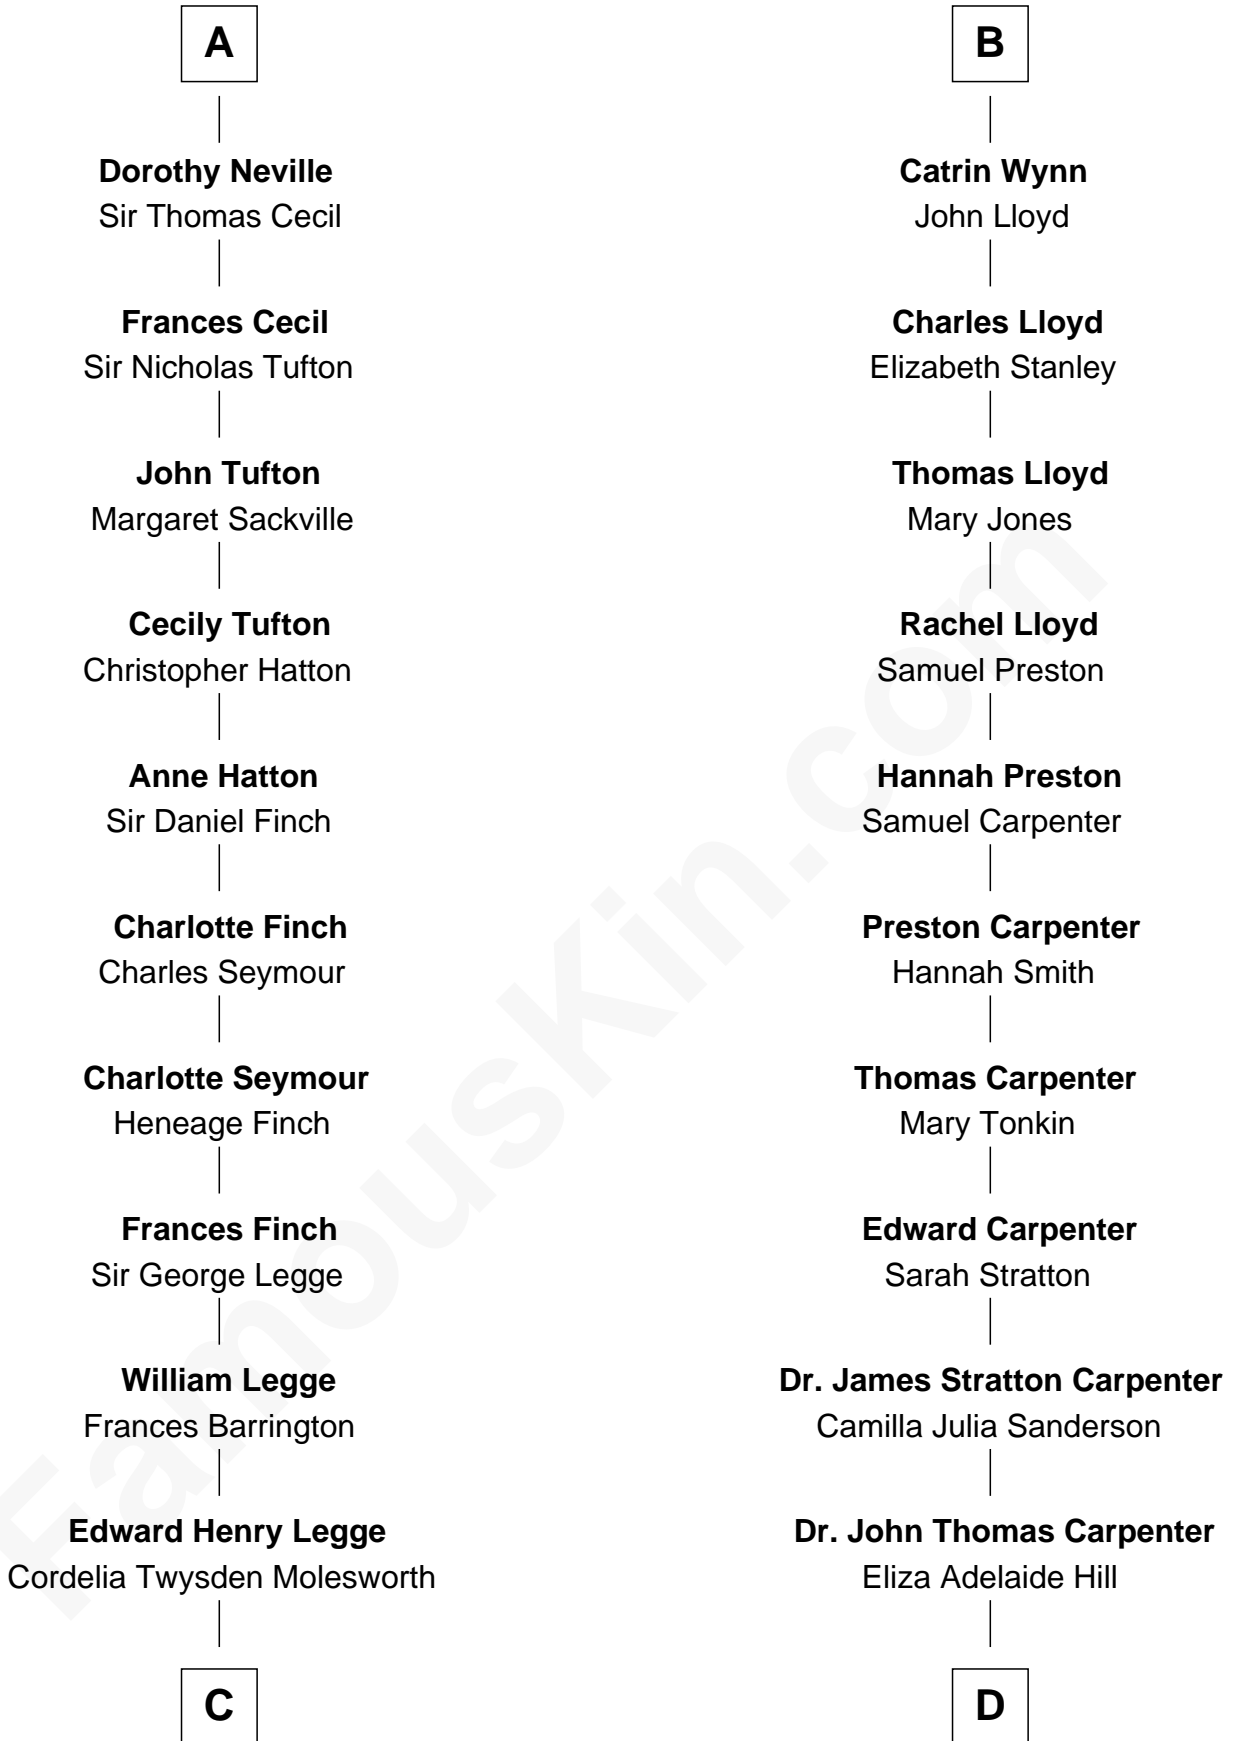 A
Dorothy Neville
Sir Thomas Cecil
Frances Cecil
Sir Nicholas Tufton
John Tufton
Margaret Sackville
Cecily Tufton
Christopher Hatton
Anne Hatton
Sir Daniel Finch
Charlotte Finch
Charles Seymour
Charlotte Seymour
Heneage Finch
Frances Finch
Sir George Legge
William Legge
Frances Barrington
Edward Henry Legge
Cordelia Twysden Molesworth
C
B
Catrin Wynn
John Lloyd
Charles Lloyd
Elizabeth Stanley
Thomas Lloyd
Mary Jones
Rachel Lloyd
Samuel Preston
Hannah Preston
Samuel Carpenter
Preston Carpenter
Hannah Smith
Thomas Carpenter
Mary Tonkin
Edward Carpenter
Sarah Stratton
Dr. James Stratton Carpenter
Camilla Julia Sanderson
Dr. John Thomas Carpenter
Eliza Adelaide Hill
D
FamousKin.com